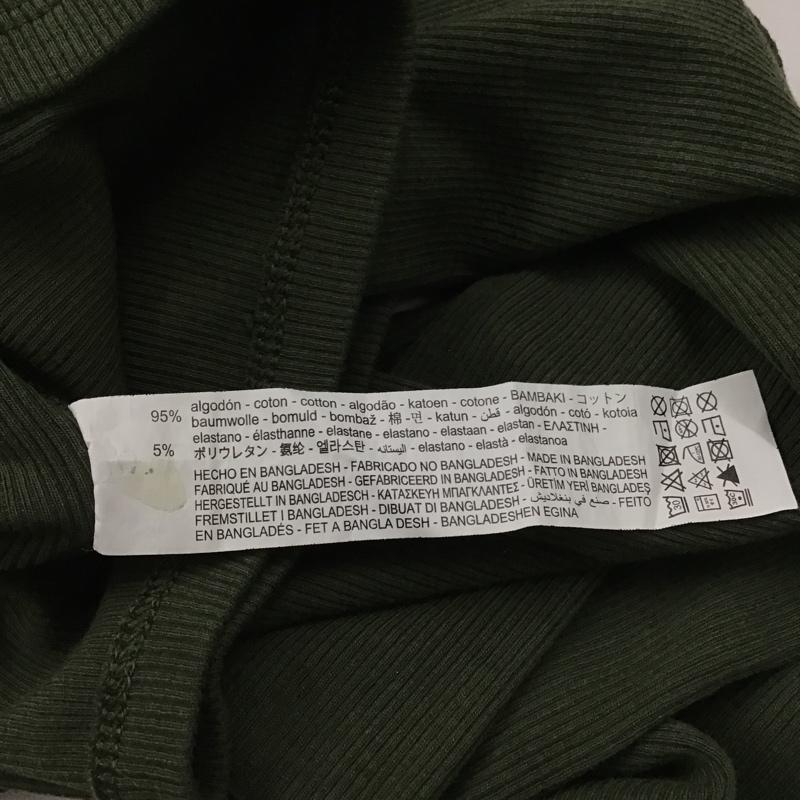 95% algodón - coton - cotton - algodão - katoen - cotone - ΒΑΜΒΑΚΙ - コットン
baumwolle - bomuld - bombaž - 棉 - 면 - katun - قطن - algodón - cotó - kotoia
5% elastano - élasthanne - elastane - elastano - elastaan - elastan - ΕΛΑΣΤΙΝΗ -
ポリウレタン - 氨纶 - 엘라스탄 - اليستانه - elastano - elastà - elastanoa
HECHO EN BANGLADESH - FABRICADO NO BANGLADESH - MADE IN BANGLADESH
FABRIQUÉ AU BANGLADESH - GEFABRICEERD IN BANGLADESH - FATTO IN BANGLADESH
HERGESTELLT IN BANGLADESCH - ΚΑΤΑΣΚΕΥΗ ΜΠΑΓΚΛΑΝΤΕΣ - ÜRETİM YERİ BANGLADEŞ
FREMSTILLET I BANGLADESH - DIBUAT DI BANGLADESH - صنع في بنغلاديش - FEITO
EN BANGLADÉS - FET A BANGLA DESH - BANGLADESHEN EGINA